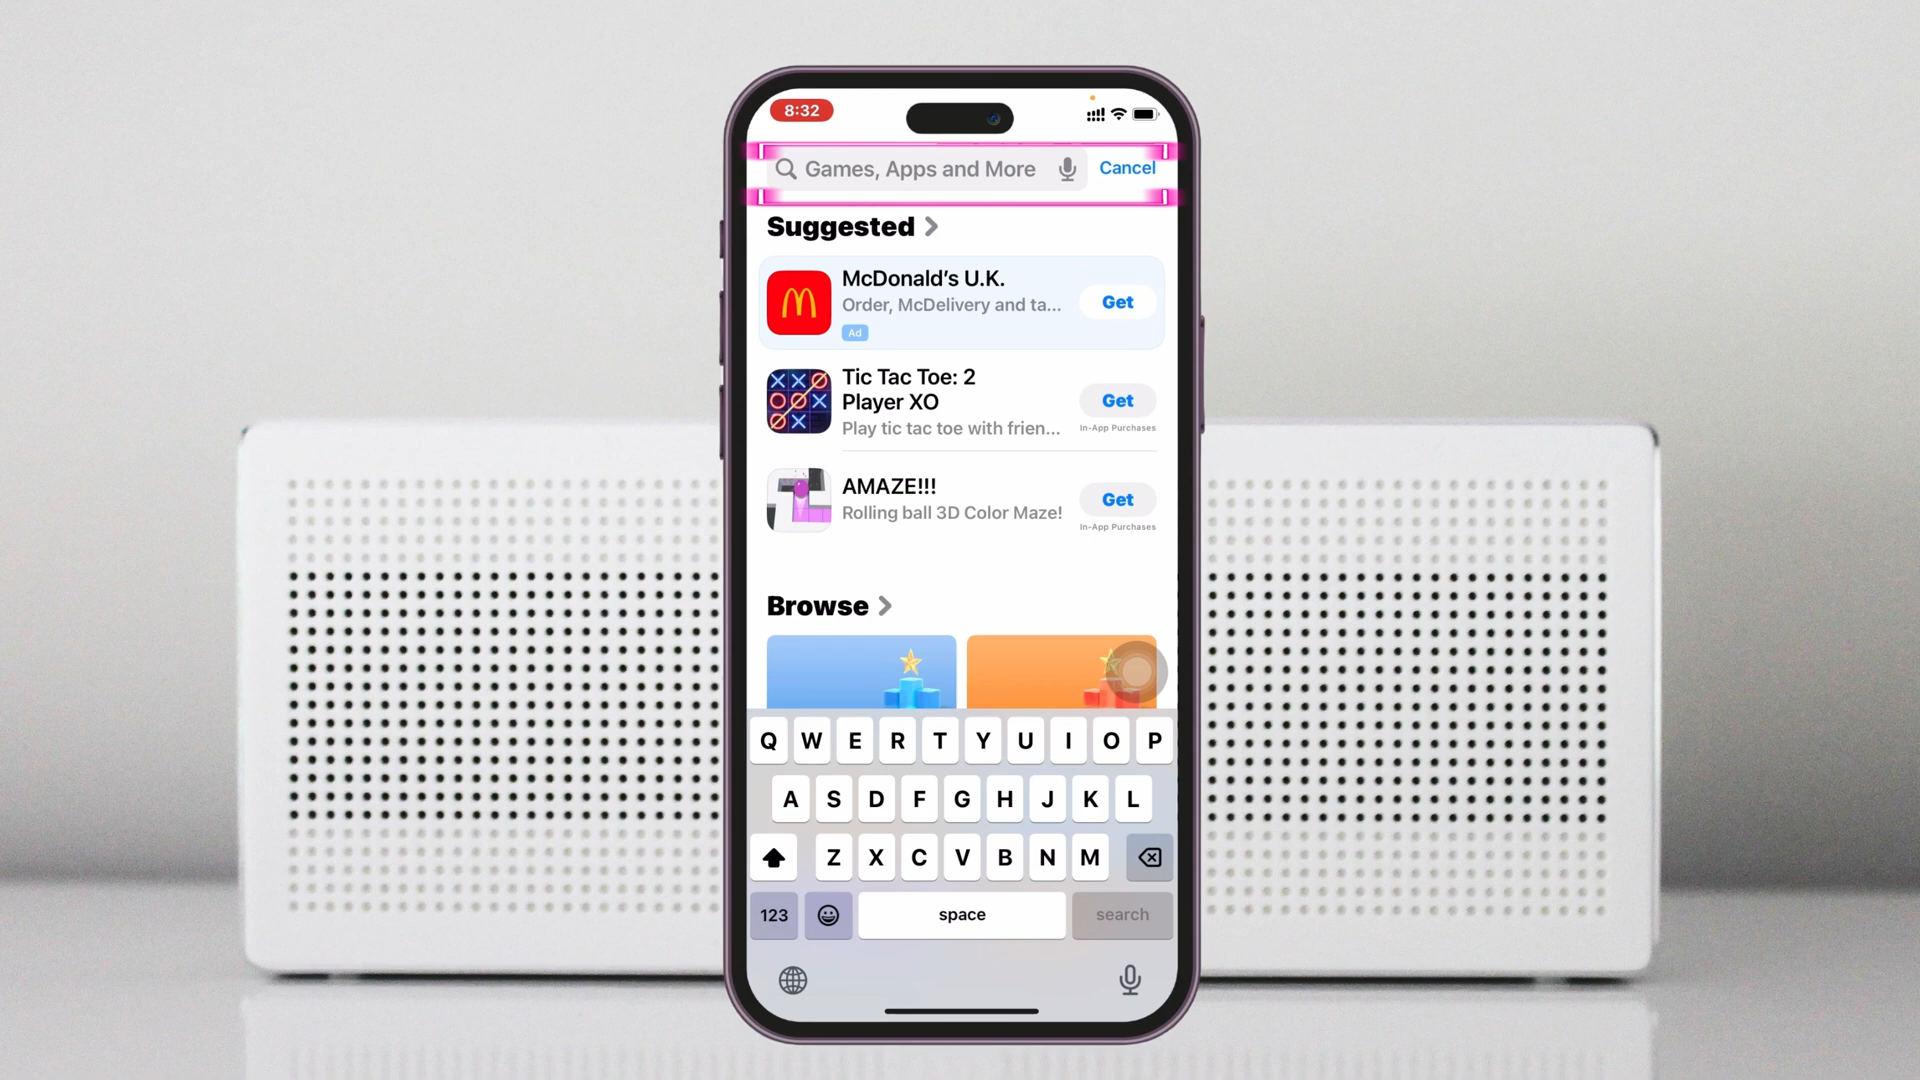 8:32
Games, Apps and More
Cancel
Suggested
McDonald’s U.K.
Order, McDelivery and ta...
Get
Ad
Tic Tac Toe: 2
Player XO
Play tic tac toe with frien...
Get
In-App Purchases
AMAZE!!!
Rolling ball 3D Color Maze!
Get
In-App Purchases
Browse
Q W E R T Y U I O P
A S D F G H J K L
Z X C V B N M
123 space search